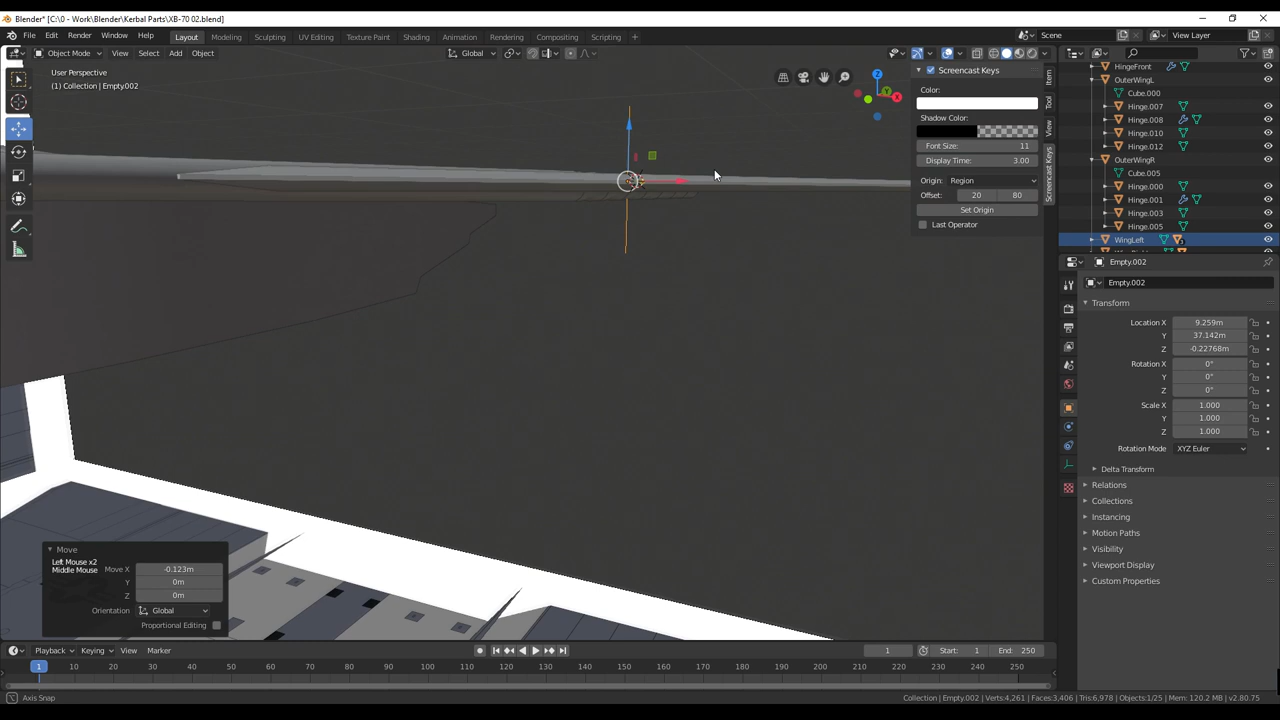 Blender* [C:\0 - Work\Blender\Kerbal Parts\XB-70 02.blend]
File Edit Render Window Help Layout Modeling Sculpting UV Editing Texture Paint Shading Animation Rendering Compositing Scripting + Scene View Layer
Object Mode View Select Add Object Global
User Perspective
(1) Collection | Empty.002
Z
Y
X
Screencast Keys
Color:
Shadow Color:
Font Size: 11
Display Time: 3.00
Origin: Region
Offset: 20 80
Set Origin
Last Operator
Item
Tool
View
Screencast Keys
HingeFront
OuterWingL
Cube.000
Hinge.007
Hinge.008
Hinge.010
Hinge.012
OuterWingR
Cube.005
Hinge.000
Hinge.001
Hinge.003
Hinge.005
WingLeft
Empty.002
Empty.002
Transform
Location X 9.259m
Y 37.142m
Z -0.22768m
Rotation X 0°
Y 0°
Z 0°
Scale X 1.000
Y 1.000
Z 1.000
Rotation Mode XYZ Euler
Delta Transform
Relations
Collections
Instancing
Motion Paths
Visibility
Viewport Display
Custom Properties
Move
Left Mouse x2
Middle Mouse
Move X -0.123m
Y 0m
Z 0m
Orientation Global
Proportional Editing
Playback Keying View Marker 1 Start: 1 End: 250
1 10 20 30 40 50 60 70 80 90 100 110 120 130 140 150 160 170 180 190 200 210 220 230 240 250
Axis Snap Collection | Empty.002 | Verts:4,261 | Faces:3,406 | Tris:6,978 | Objects:1/25 | Mem: 120.2 MB | v2.80.75